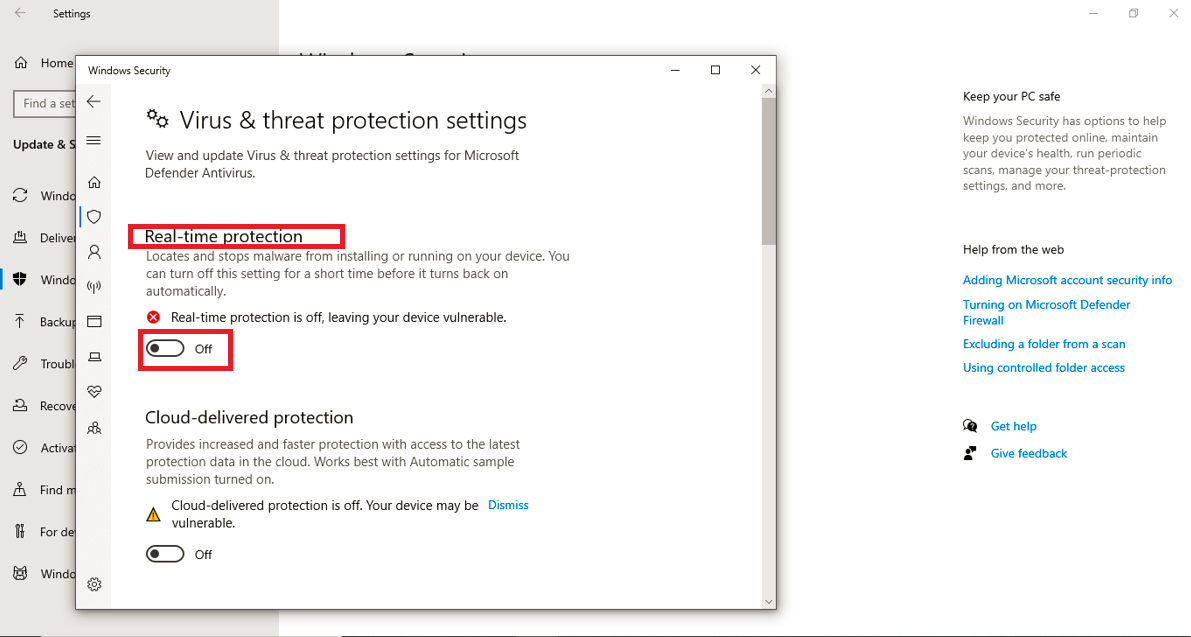 Settings
Home
Find a set
Update & S
Windo
Deliver
Windo
Backup
Troubl
Recove
Activat
Find m
For de
Windo
Windows Security
Virus & threat protection settings
View and update Virus & threat protection settings for Microsoft
Defender Antivirus.
Real-time protection
Locates and stops malware from installing or running on your device. You
can turn off this setting for a short time before it turns back on
automatically.
Real-time protection is off, leaving your device vulnerable.
Off
Cloud-delivered protection
Provides increased and faster protection with access to the latest
protection data in the cloud. Works best with Automatic sample
submission turned on.
Cloud-delivered protection is off. Your device may be Dismiss
vulnerable.
Off
Keep your PC safe
Windows Security has options to help
keep you protected online, maintain
your device's health, run periodic
scans, manage your threat-protection
settings, and more.
Help from the web
Adding Microsoft account security info
Turning on Microsoft Defender
Firewall
Excluding a folder from a scan
Using controlled folder access
Get help
Give feedback